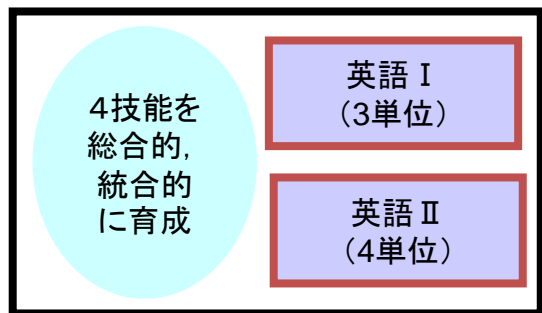 ４技能を
総合的,
統合的
に育成
英語Ⅰ
（3単位）
英語Ⅱ
（4単位）